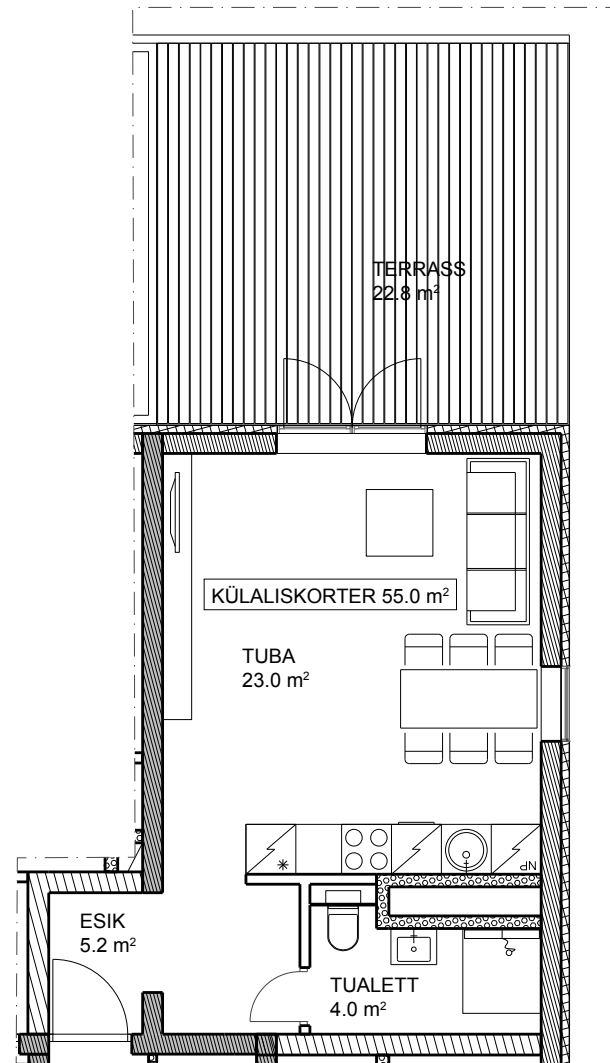 TERRASS
22.8 m²
KÜLALISKORTER 55.0 m²
TUBA
23.0 m²
NP
ESIK
5.2 m²
TUALETT
4.0 m²